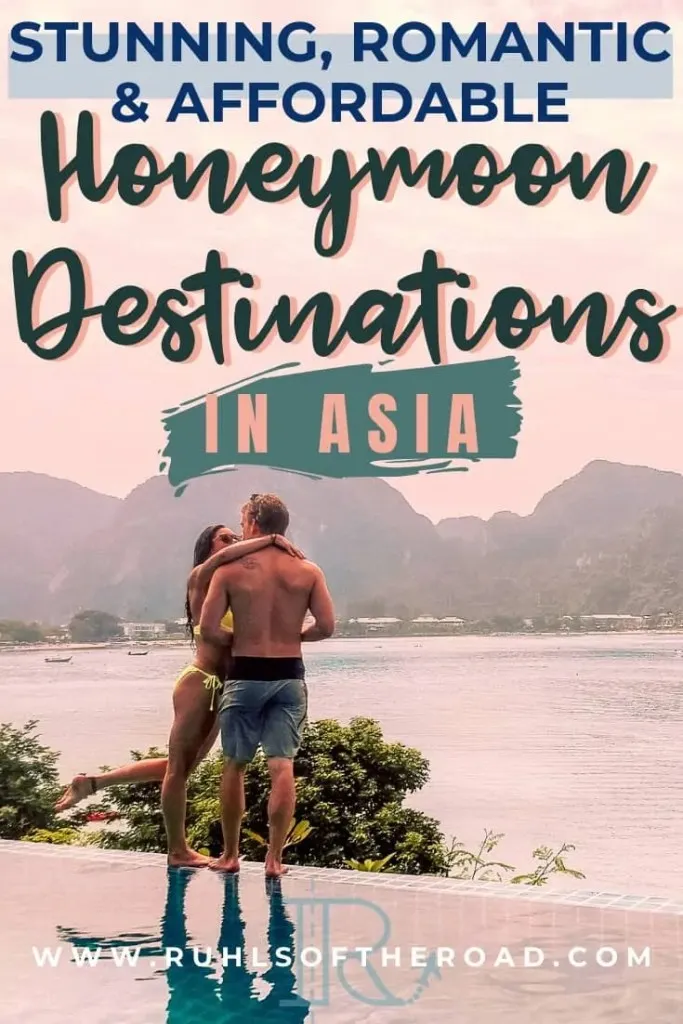 STUNNING, ROMANTIC
& AFFORDABLE
Honeymoon
Destinations
IN ASIA
R
WWW.RUHLSOFTHEROAD.COM